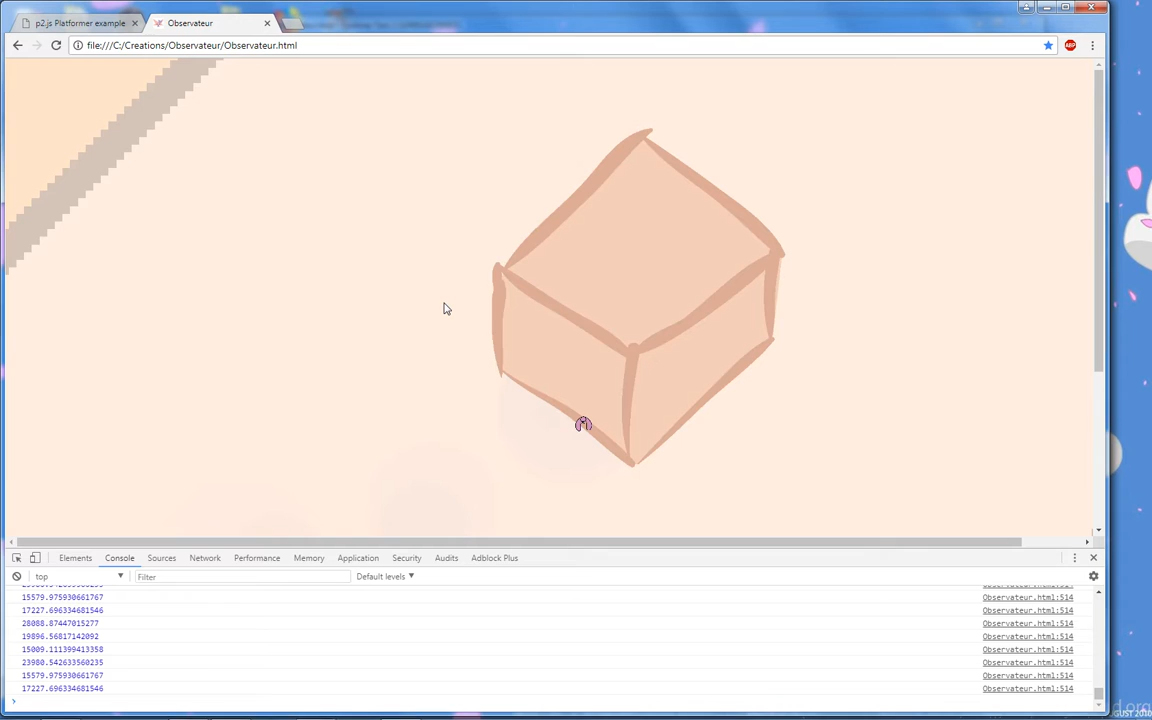 p2.js Platformer example
Observateur
file:///C:/Creations/Observateur/Observateur.html
ABP
Elements Console Sources Network Performance Memory Application Security Audits Adblock Plus
top Filter Default levels
15579.975930661767 Observateur.html:514
17227.696334681546 Observateur.html:514
28088.87447015277 Observateur.html:514
19896.56817142092 Observateur.html:514
15009.111399413358 Observateur.html:514
23980.542633560235 Observateur.html:514
15579.975930661767 Observateur.html:514
17227.696334681546 Observateur.html:514